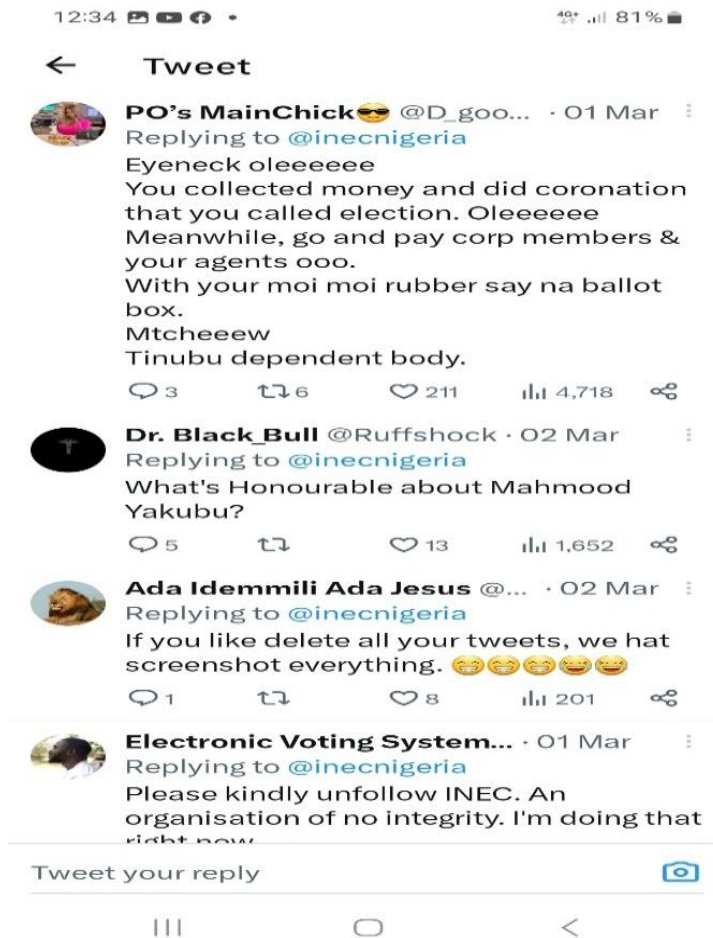 12:34
4G+ 81%
Tweet
PO's MainChick😎 @D_goo... · 01 Mar
Replying to @inecnigeria
Eyeneck oleeeeee
You collected money and did coronation
that you called election. Oleeeeee
Meanwhile, go and pay corp members &
your agents ooo.
With your moi moi rubber say na ballot
box.
Mtcheeew
Tinubu dependent body.
3 6 211 4,718
Dr. Black_Bull @Ruffshock · 02 Mar
Replying to @inecnigeria
What's Honourable about Mahmood
Yakubu?
5 13 1,652
Ada Idemmili Ada Jesus @... · 02 Mar
Replying to @inecnigeria
If you like delete all your tweets, we hat
screenshot everything. 😁😁😁😂😂
1 8 201
Electronic Voting System... · 01 Mar
Replying to @inecnigeria
Please kindly unfollow INEC. An
organisation of no integrity. I'm doing that
right now
Tweet your reply